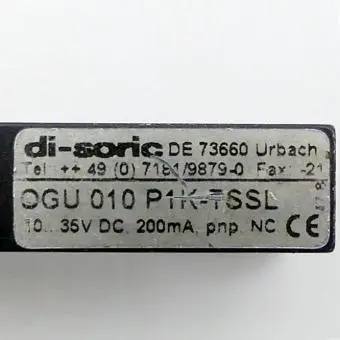 di-soric DE 73660 Urbach
Tel: ++ 49 (0) 7181/9879-0 Fax: -21
OGU 010 P1K-TSSL
10...35V DC, 200mA, pnp, NC CE